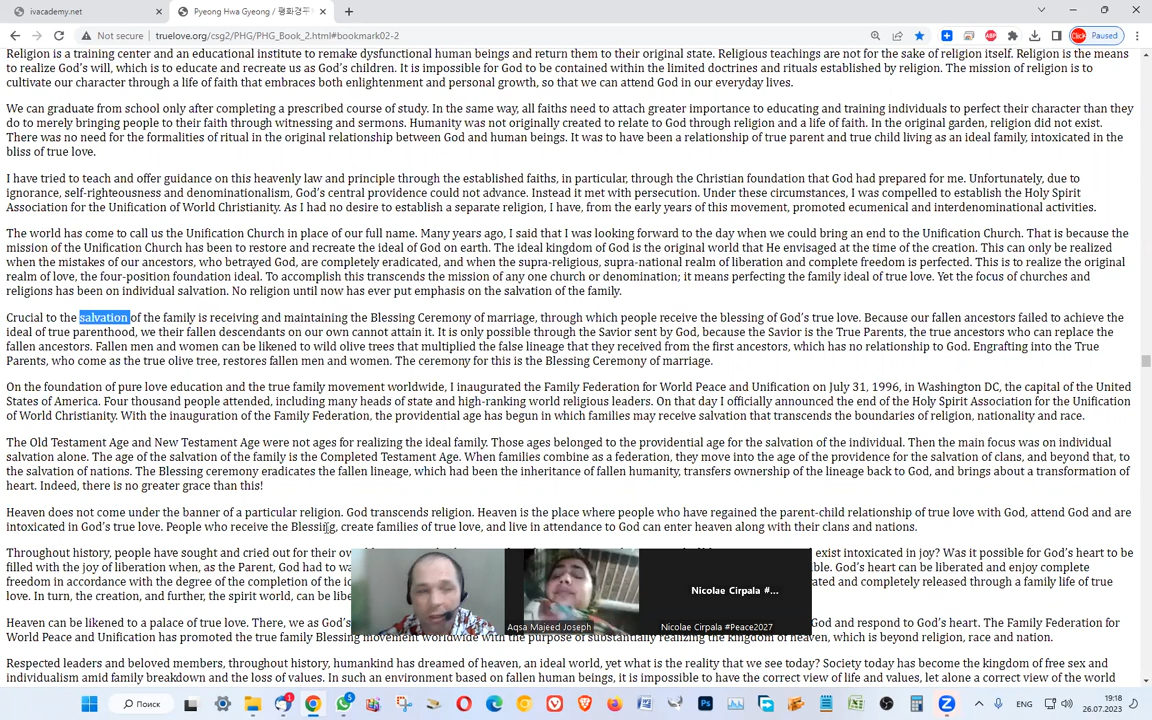 ivacademy.net
Pyeong Hwa Gyeong / 평화경구
Not secure
truelove.org/csg2/PHG/PHG_Book_2.html#bookmark02-2
Paused
Religion is a training center and an educational institute to remake dysfunctional human beings and return them to their original state. Religious teachings are not for the sake of religion itself. Religion is the means
to realize God's will, which is to educate and recreate us as God's children. It is impossible for God to be contained within the limited doctrines and rituals established by religion. The mission of religion is to
cultivate our character through a life of faith that embraces both enlightenment and personal growth, so that we can attend God in our everyday lives.
We can graduate from school only after completing a prescribed course of study. In the same way, all faiths need to attach greater importance to educating and training individuals to perfect their character than they
do to merely bringing people to their faith through witnessing and sermons. Humanity was not originally created to relate to God through religion and a life of faith. In the original garden, religion did not exist.
There was no need for the formalities of ritual in the original relationship between God and human beings. It was to have been a relationship of true parent and true child living as an ideal family, intoxicated in the
bliss of true love.
I have tried to teach and offer guidance on this heavenly law and principle through the established faiths, in particular, through the Christian foundation that God had prepared for me. Unfortunately, due to
ignorance, self-righteousness and denominationalism, God's central providence could not advance. Instead it met with persecution. Under these circumstances, I was compelled to establish the Holy Spirit
Association for the Unification of World Christianity. As I had no desire to establish a separate religion, I have, from the early years of this movement, promoted ecumenical and interdenominational activities.
The world has come to call us the Unification Church in place of our full name. Many years ago, I said that I was looking forward to the day when we could bring an end to the Unification Church. That is because the
mission of the Unification Church has been to restore and recreate the ideal of God on earth. The ideal kingdom of God is the original world that He envisaged at the time of the creation. This can only be realized
when the mistakes of our ancestors, who betrayed God, are completely eradicated, and when the supra-religious, supra-national realm of liberation and complete freedom is perfected. This is to realize the original
realm of love, the four-position foundation ideal. To accomplish this transcends the mission of any one church or denomination; it means perfecting the family ideal of true love. Yet the focus of churches and
religions has been on individual salvation. No religion until now has ever put emphasis on the salvation of the family.
Crucial to the salvation of the family is receiving and maintaining the Blessing Ceremony of marriage, through which people receive the blessing of God's true love. Because our fallen ancestors failed to achieve the
ideal of true parenthood, we their fallen descendants on our own cannot attain it. It is only possible through the Savior sent by God, because the Savior is the True Parents, the true ancestors who can replace the
fallen ancestors. Fallen men and women can be likened to wild olive trees that multiplied the false lineage that they received from the first ancestors, which has no relationship to God. Engrafting into the True
Parents, who come as the true olive tree, restores fallen men and women. The ceremony for this is the Blessing Ceremony of marriage.
On the foundation of pure love education and the true family movement worldwide, I inaugurated the Family Federation for World Peace and Unification on July 31, 1996, in Washington DC, the capital of the United
States of America. Four thousand people attended, including many heads of state and high-ranking world religious leaders. On that day I officially announced the end of the Holy Spirit Association for the Unification
of World Christianity. With the inauguration of the Family Federation, the providential age has begun in which families may receive salvation that transcends the boundaries of religion, nationality and race.
The Old Testament Age and New Testament Age were not ages for realizing the ideal family. Those ages belonged to the providential age for the salvation of the individual. Then the main focus was on individual
salvation alone. The age of the salvation of the family is the Completed Testament Age. When families combine as a federation, they move into the age of the providence for the salvation of clans, and beyond that, to
the salvation of nations. The Blessing ceremony eradicates the fallen lineage, which had been the inheritance of fallen humanity, transfers ownership of the lineage back to God, and brings about a transformation of
heart. Indeed, there is no greater grace than this!
Heaven does not come under the banner of a particular religion. God transcends religion. Heaven is the place where people who have regained the parent-child relationship of true love with God, attend God and are
intoxicated in God's true love. People who receive the Blessing, create families of true love, and live in attendance to God can enter heaven along with their clans and nations.
Throughout history, people have sought and cried out for their ow exist intoxicated in joy? Was it possible for God's heart to be
filled with the joy of liberation when, as the Parent, God had to wa ble. God's heart can be liberated and enjoy complete
freedom in accordance with the degree of the completion of the id ated and completely released through a family life of true
love. In turn, the creation, and further, the spirit world, can be libe
Heaven can be likened to a palace of true love. There, we as God's God and respond to God's heart. The Family Federation for
World Peace and Unification has promoted the true family Blessing movement worldwide with the purpose of substantially realizing the kingdom of heaven, which is beyond religion, race and nation.
Respected leaders and beloved members, throughout history, humankind has dreamed of heaven, an ideal world, yet what is the reality that we see today? Society today has become the kingdom of free sex and
individualism amid family breakdown and the loss of values. In such an environment based on fallen human beings, it is impossible to have the correct view of life and values, let alone a correct view of the world
Nicolae Cirpala #...
Aqsa Majeed Joseph
Nicolae Cirpala #Peace2027
Поиск
19:18
26.07.2023